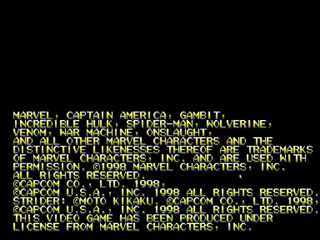 MARVEL, CAPTAIN AMERICA, GAMBIT,
INCREDIBLE HULK, SPIDER-MAN, WOLVERINE,
VENOM, WAR MACHINE, ONSLAUGHT,
AND ALL OTHER MARVEL CHARACTERS AND THE
DISTINCTIVE LIKENESSES THEREOF ARE TRADEMARKS
OF MARVEL CHARACTERS, INC. AND ARE USED WITH
PERMISSION. ©1998 MARVEL CHARACTERS, INC.
ALL RIGHTS RESERVED.
©CAPCOM CO., LTD. 1998,
©CAPCOM U.S.A., INC. 1998 ALL RIGHTS RESERVED.
STRIDER: ©MOTO KIKAKU, ©CAPCOM CO., LTD. 1998,
©CAPCOM U.S.A., INC. 1998 ALL RIGHTS RESERVED.
THIS VIDEO GAME HAS BEEN PRODUCED UNDER
LICENSE FROM MARVEL CHARACTERS, INC.